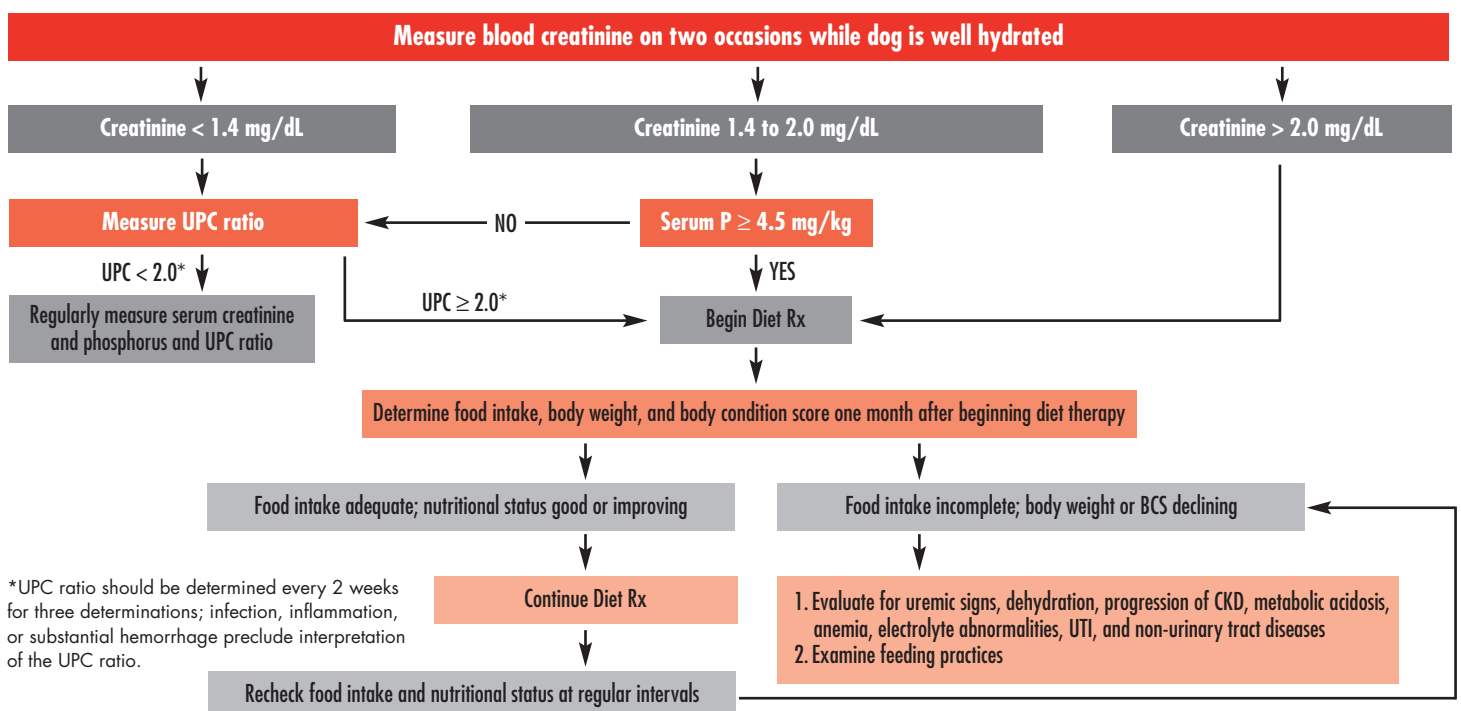 Measure blood creatinine on two occasions while dog is well hydrated
Creatinine < 1.4 mg/dL
Creatinine 1.4 to 2.0 mg/dL
Creatinine > 2.0 mg/dL
Measure UPC ratio
NO
Serum P ≥ 4.5 mg/kg
UPC < 2.0*
YES
UPC ≥ 2.0*
Regularly measure serum creatinine
and phosphorus and UPC ratio
Begin Diet Rx
Determine food intake, body weight, and body condition score one month after beginning diet therapy
Food intake adequate; nutritional status good or improving
Food intake incomplete; body weight or BCS declining
*UPC ratio should be determined every 2 weeks
for three determinations; infection, inflammation,
or substantial hemorrhage preclude interpretation
of the UPC ratio.
Continue Diet Rx
1. Evaluate for uremic signs, dehydration, progression of CKD, metabolic acidosis,
anemia, electrolyte abnormalities, UTI, and non-urinary tract diseases
2. Examine feeding practices
Recheck food intake and nutritional status at regular intervals